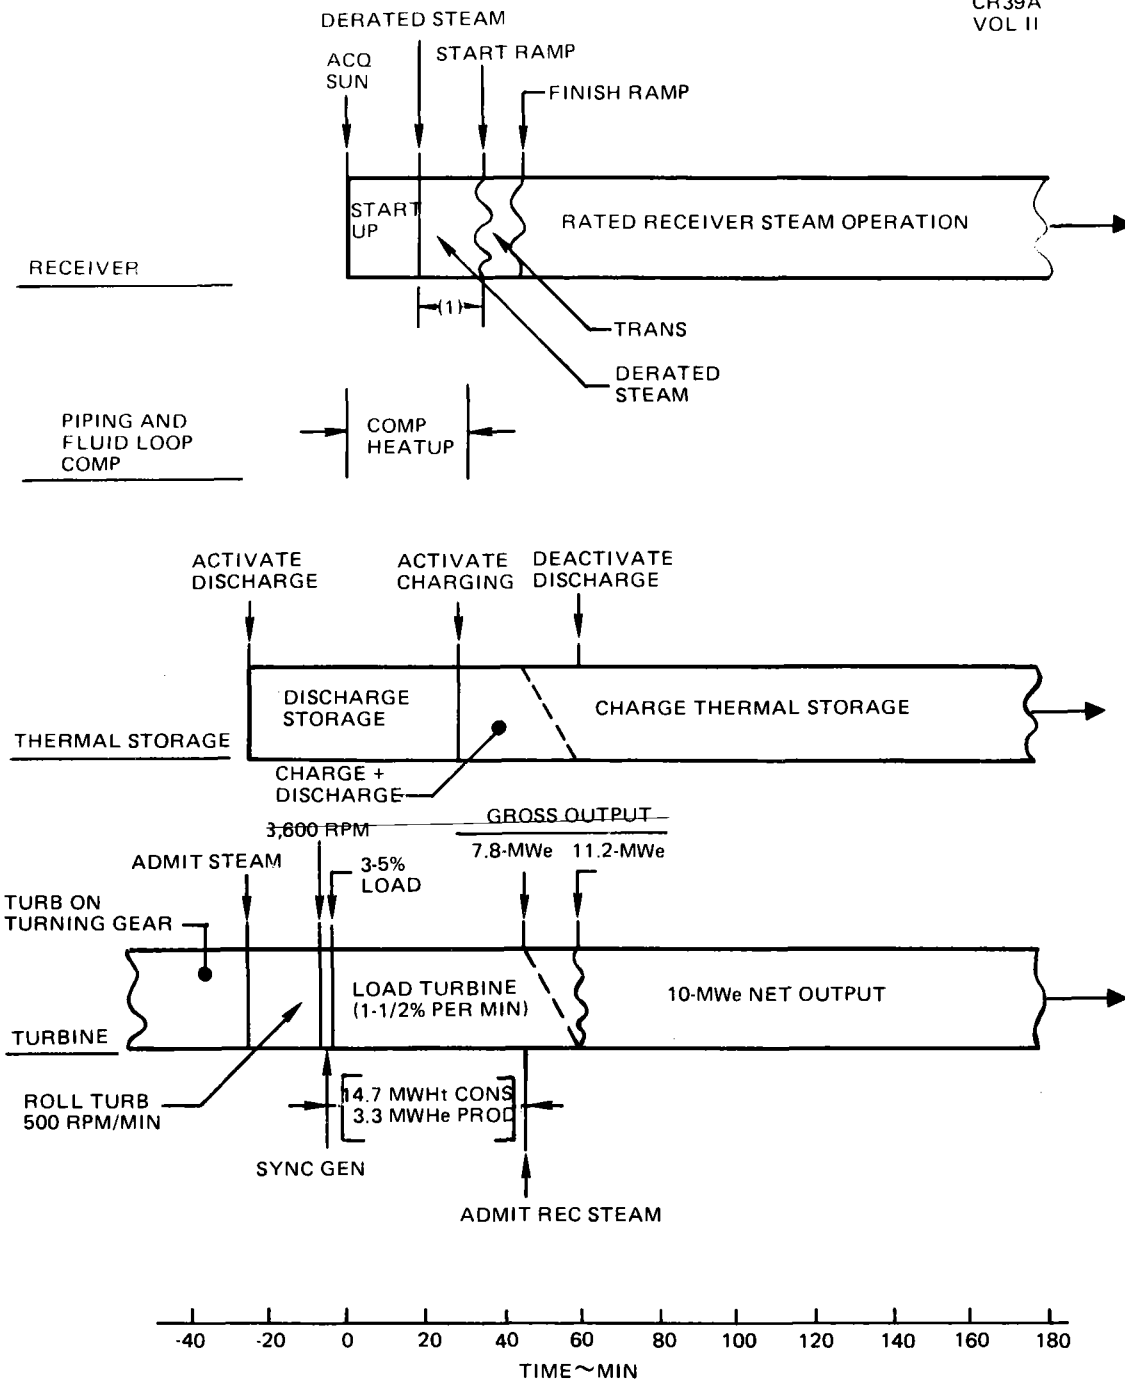 CR39A
VOL II
DERATED STEAM
START RAMP
ACQ
SUN
FINISH RAMP
START
UP
RATED RECEIVER STEAM OPERATION
RECEIVER
(1)
TRANS
DERATED
STEAM
PIPING AND
FLUID LOOP
COMP
COMP
HEATUP
ACTIVATE
DISCHARGE
ACTIVATE
CHARGING
DEACTIVATE
DISCHARGE
DISCHARGE
STORAGE
CHARGE THERMAL STORAGE
THERMAL STORAGE
CHARGE +
DISCHARGE
GROSS OUTPUT
3,600 RPM
7.8-MWe 11.2-MWe
ADMIT STEAM
3-5%
LOAD
TURB ON
TURNING GEAR
LOAD TURBINE
(1-1/2% PER MIN)
10-MWe NET OUTPUT
TURBINE
ROLL TURB
500 RPM/MIN
14.7 MWHt CONS
3.3 MWHe PROD
SYNC GEN
ADMIT REC STEAM
-40 -20 0 20 40 60 80 100 120 140 160 180
TIME~MIN